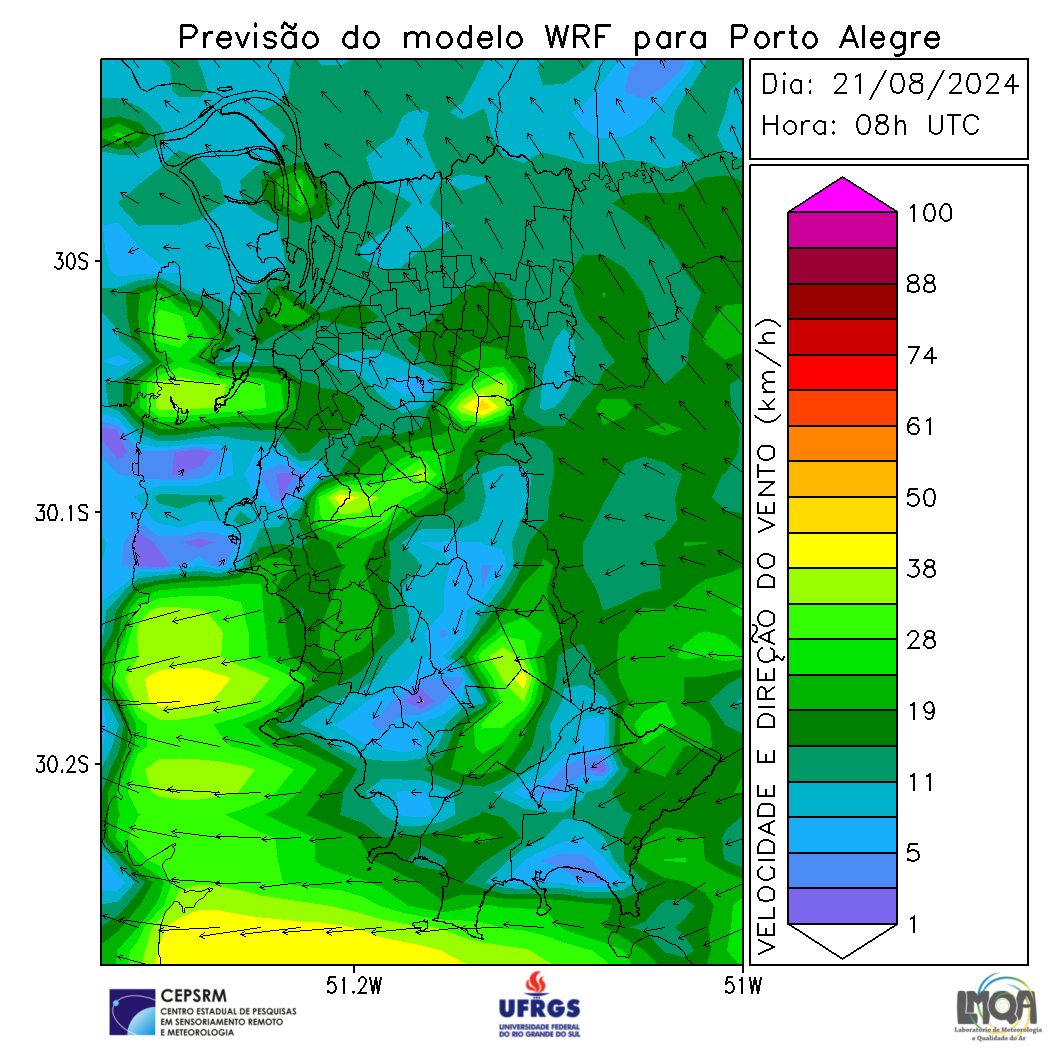 Previsão do modelo WRF para Porto Alegre
Dia: 21/08/2024
Hora: 08h UTC
30S
30.1S
30.2S
51.2W
51W
VELOCIDADE E DIREÇÃO DO VENTO (km/h)
100
88
74
61
50
38
28
19
11
5
1
CEPSRM
CENTRO ESTADUAL DE PESQUISAS
EM SENSORIAMENTO REMOTO
E METEOROLOGIA
UFRGS
UNIVERSIDADE FEDERAL
DO RIO GRANDE DO SUL
LMQA
Laboratório de Meteorologia
e Qualidade do Ar